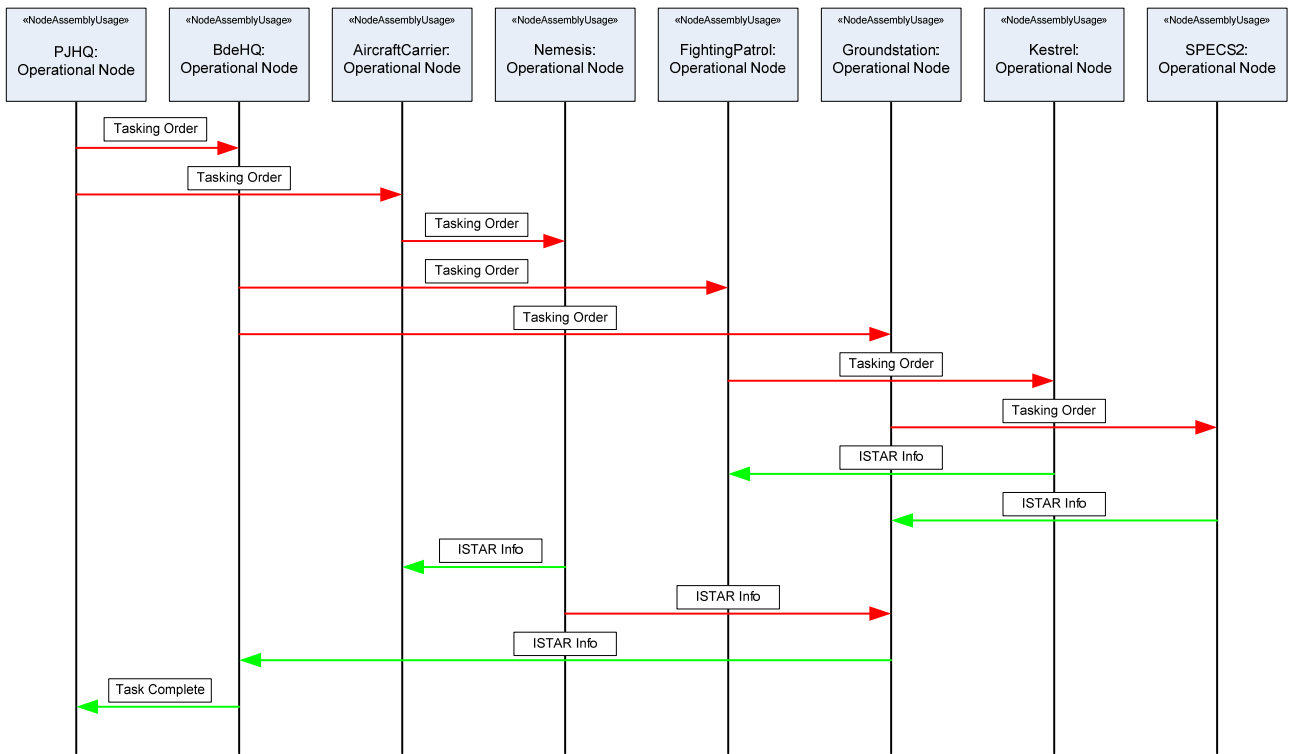 «NodeAssemblyUsage»
PJHQ:
Operational Node
«NodeAssemblyUsage»
BdeHQ:
Operational Node
«NodeAssemblyUsage»
AircraftCarrier:
Operational Node
«NodeAssemblyUsage»
Nemesis:
Operational Node
«NodeAssemblyUsage»
FightingPatrol:
Operational Node
«NodeAssemblyUsage»
Groundstation:
Operational Node
«NodeAssemblyUsage»
Kestrel:
Operational Node
«NodeAssemblyUsage»
SPECS2:
Operational Node
Tasking Order
Tasking Order
Tasking Order
Tasking Order
Tasking Order
Tasking Order
Tasking Order
ISTAR Info
ISTAR Info
ISTAR Info
ISTAR Info
ISTAR Info
Task Complete